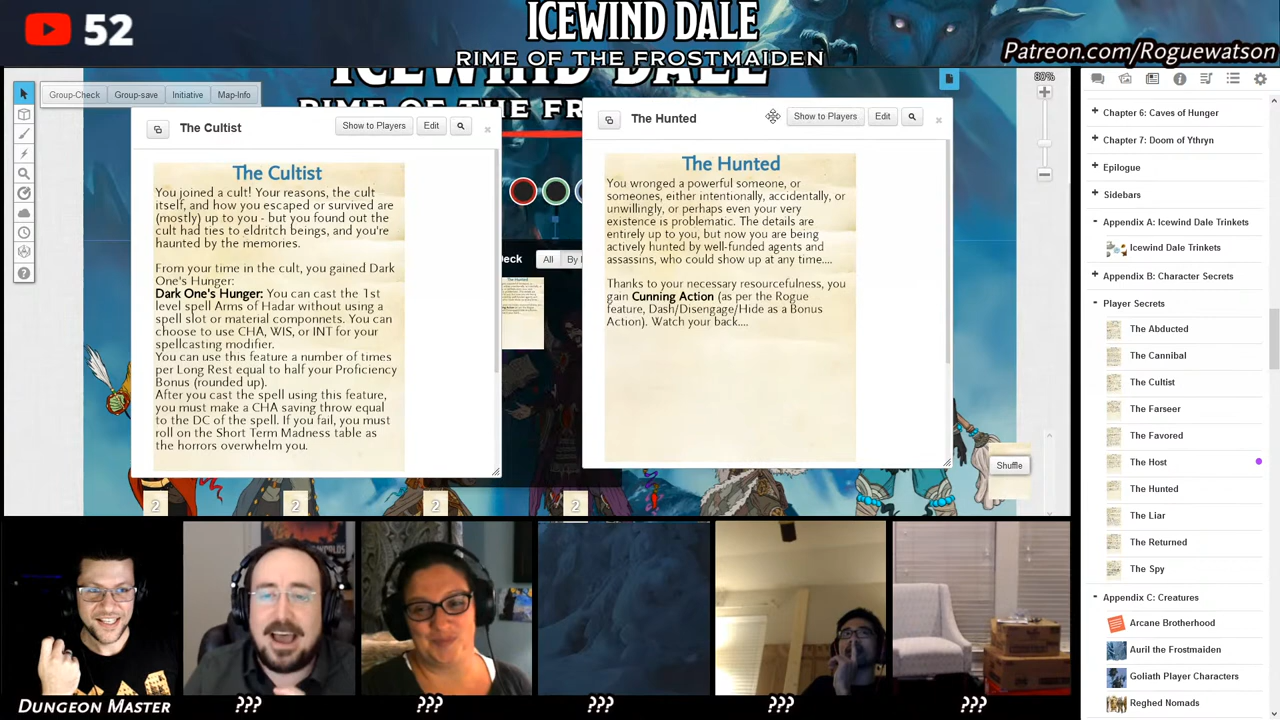 52
ICEWIND DALE
RIME OF THE FROSTMAIDEN
Patreon.com/Roguewatson
ICEWIND DALE
Group-Check
Group-save
Initiative
Map-Info
80%
The Cultist
Show to Players
Edit
The Cultist
You joined a cult! Your reasons, the cult
itself, and how you escaped or survived are
(mostly) up to you - but you found out the
cult had ties to eldritch beings, and you're
haunted by the memories.
From your time in the cult, you gained Dark
One's Hunger:
Dark One's Hunger: You can cast the 1st
level spell Arms of Hadar without using a
spell slot or material componnets. You can
choose to use CHA, WIS, or INT for your
spellcasting modifier.
You can use this feature a number of times
per Long Rest equal to half your Proficiency
Bonus (rounded up).
After you cast the spell using this feature,
you must make a CHA saving throw equal
to the DC of the spell. If you fail, you must
roll on the Short Term Madness table as
the horrors overwhelm you.
The Hunted
Show to Players
Edit
The Hunted
You wronged a powerful someone, or
someones, either intentionally, accidentally, or
unwillingly, or perhaps even your very
existence is problematic. The details are
entirely up to you, but now you are being
actively hunted by well-funded agents and
assassins, who could show up at any time....
Thanks to your necessary resourcefulness, you
gain Cunning Action (as per the Rogue
feature, Dash/Disengage/Hide as a Bonus
Action). Watch your back....
All
Shuffle
2
2
2
2
Chapter 6: Caves of Hunger
Chapter 7: Doom of Ythryn
Epilogue
Sidebars
Appendix A: Icewind Dale Trinkets
Icewind Dale Trinkets
Appendix B: Character Secrets
Player Secrets
The Abducted
The Cannibal
The Cultist
The Farseer
The Favored
The Host
The Hunted
The Liar
The Returned
The Spy
Appendix C: Creatures
Arcane Brotherhood
Auril the Frostmaiden
Goliath Player Characters
Reghed Nomads
DUNGEON MASTER
???
???
???
???
???